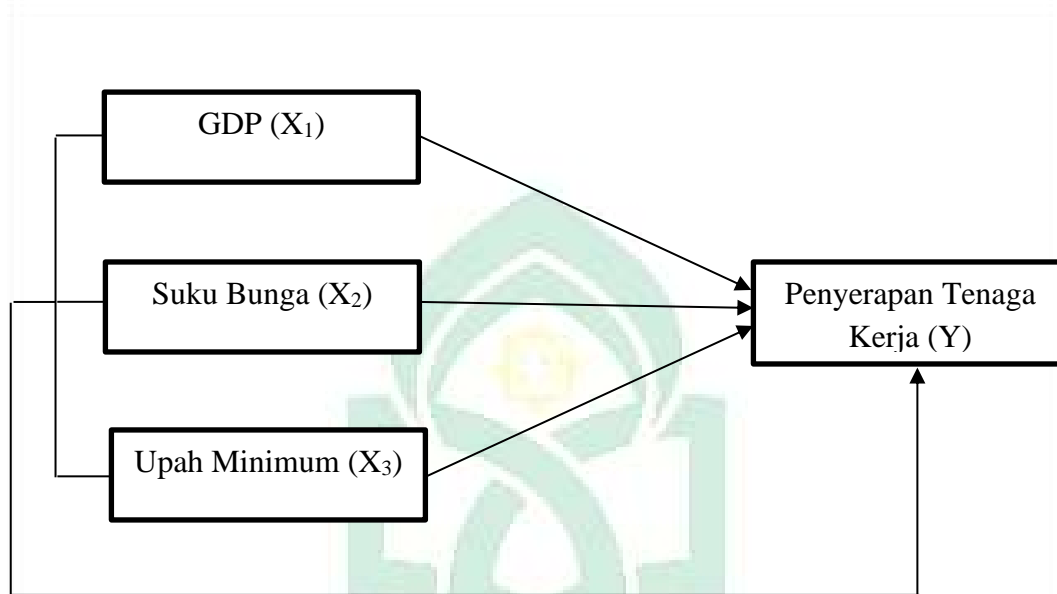 GDP (X₁)
Suku Bunga (X₂)
Penyerapan Tenaga
Kerja (Y)
Upah Minimum (X₃)